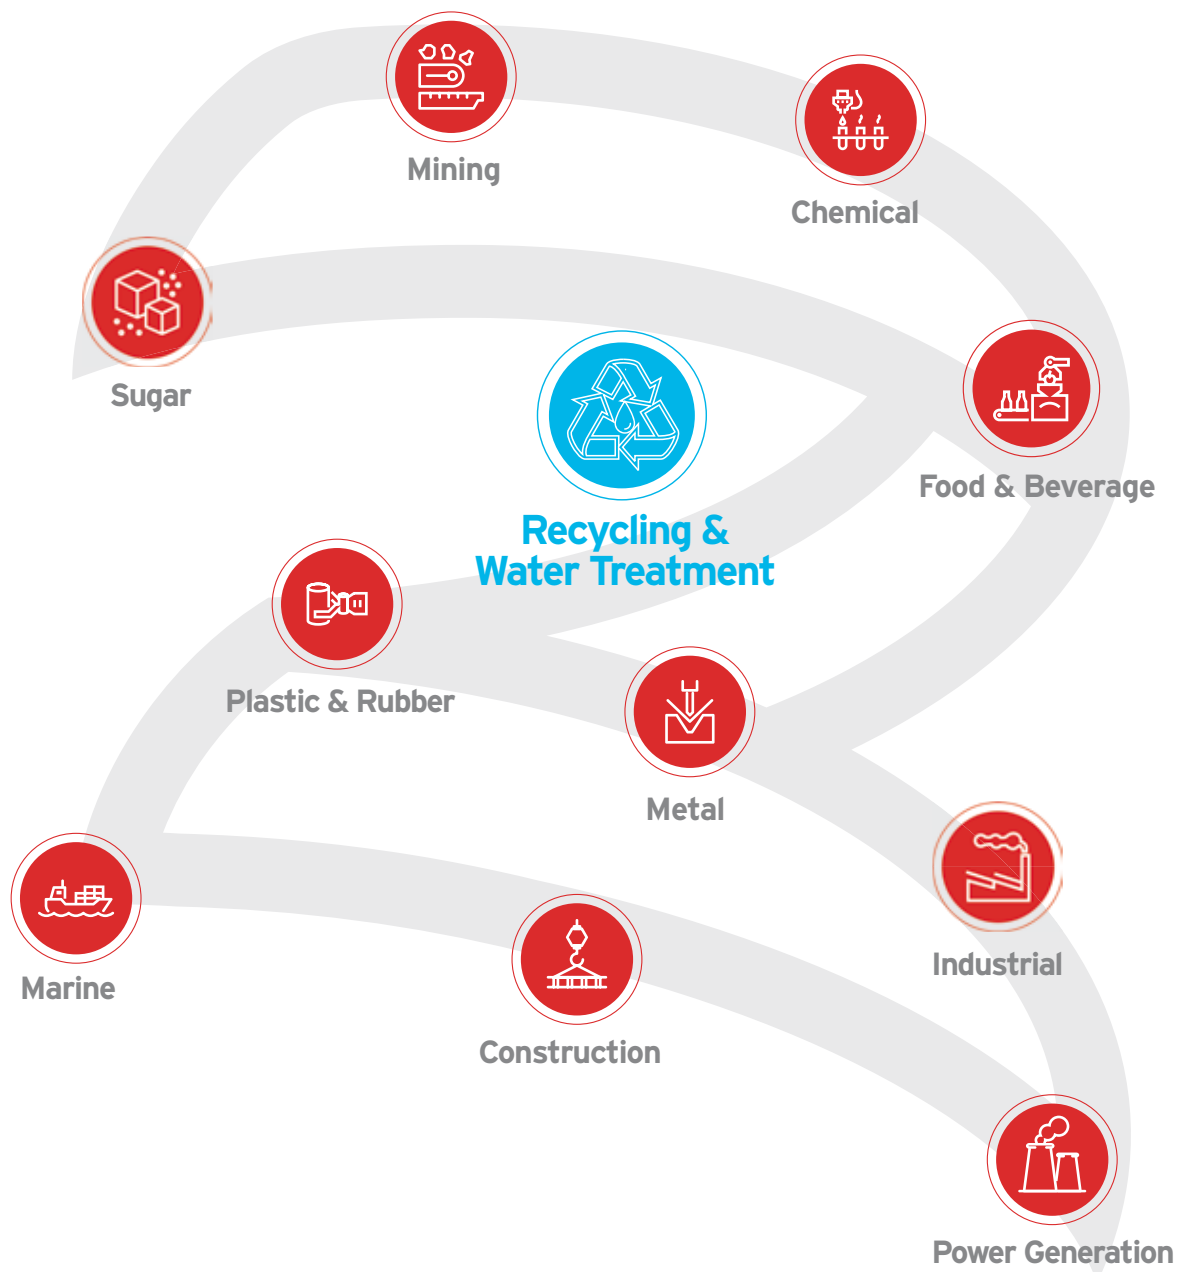 Mining
Chemical
Sugar
Food & Beverage
Recycling &
Water Treatment
Plastic & Rubber
Metal
Industrial
Marine
Construction
Power Generation